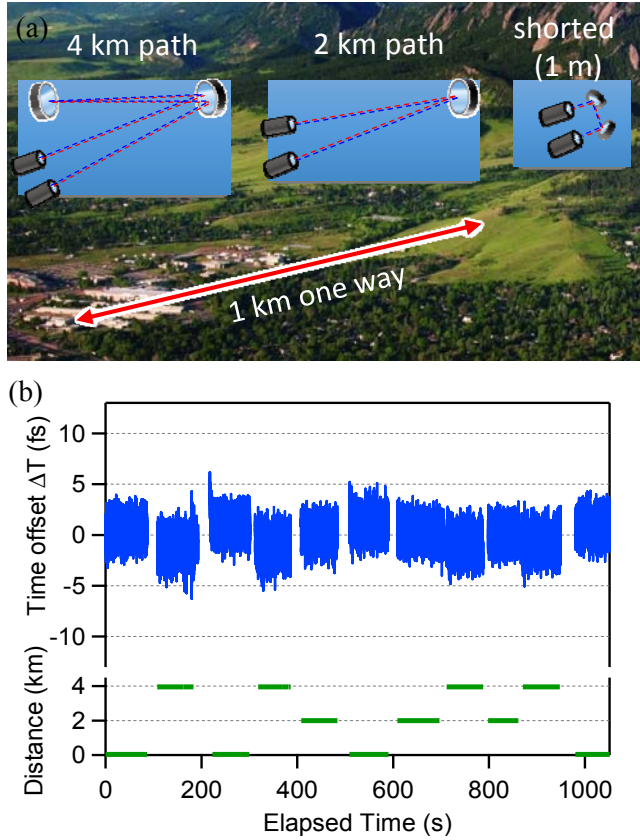 (a)
4 km path
2 km path
shorted
(1 m)
1 km one way
(b)
Time offset ΔT (fs)
10
5
0
-5
-10
Distance (km)
4
2
0
0
200
400
600
800
1000
Elapsed Time (s)